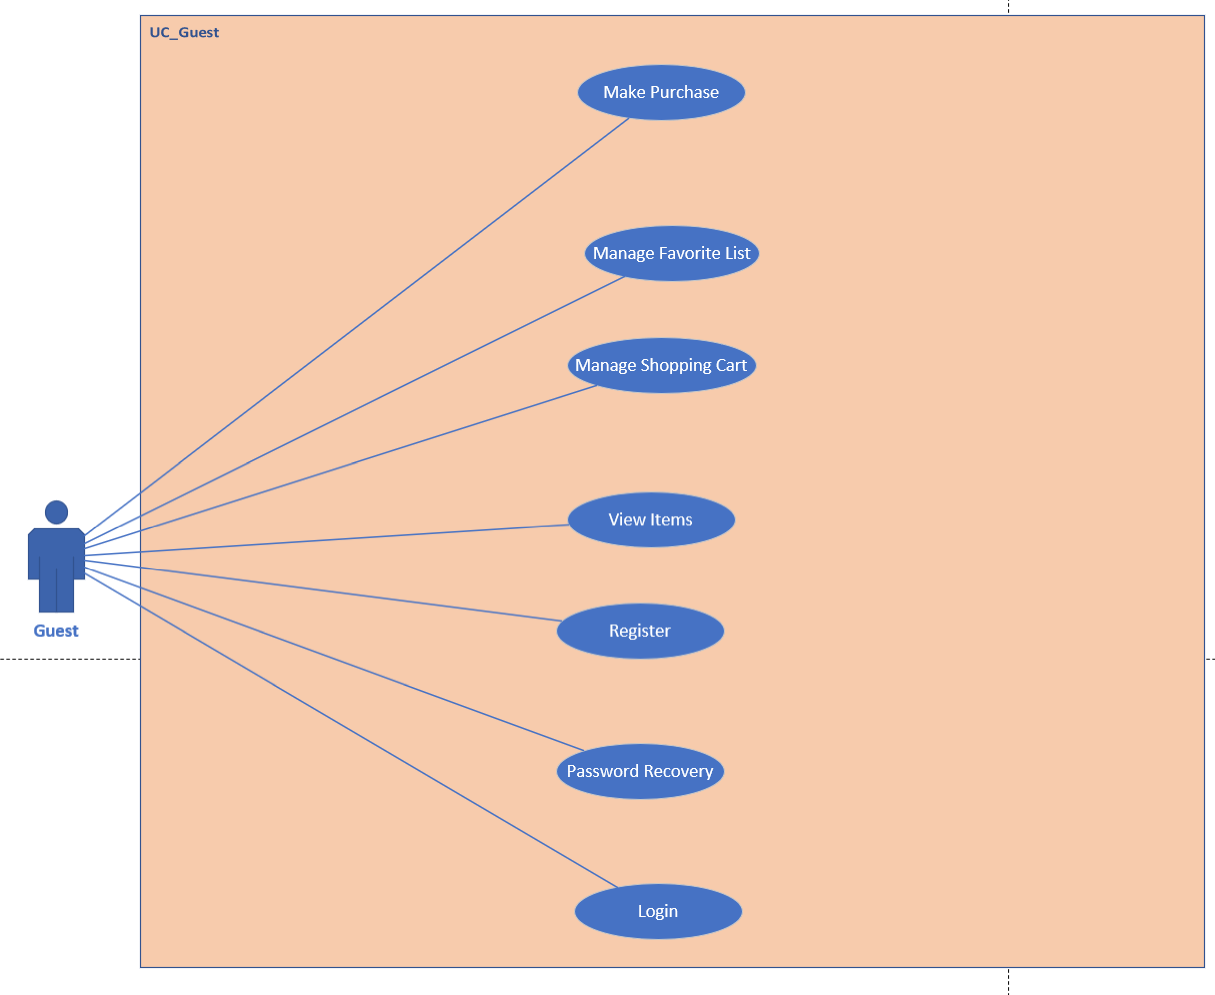 UC_Guest
Make Purchase
Manage Favorite List
Manage Shopping Cart
View Items
Register
Guest
Password Recovery
Login